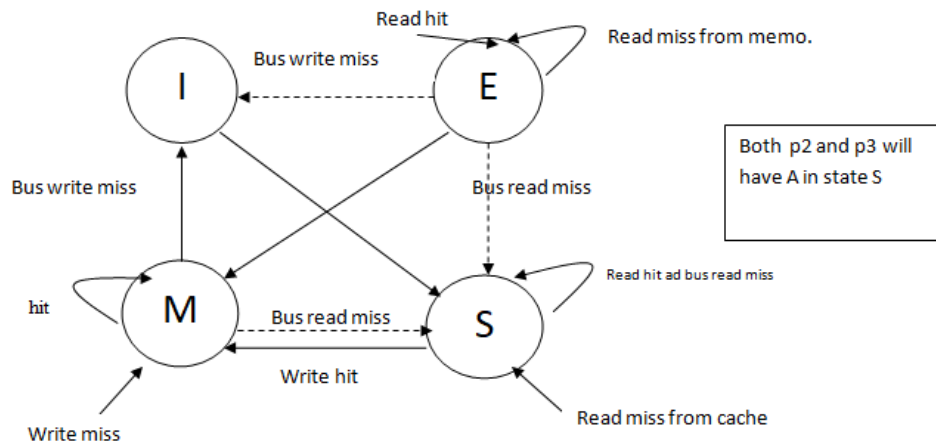 Read hit
Read miss from memo.
Bus write miss
I
E
Both p2 and p3 will
have A in state S
Bus write miss
Bus read miss
Read hit ad bus read miss
hit
M
Bus read miss
S
Write hit
Write miss
Read miss from cache